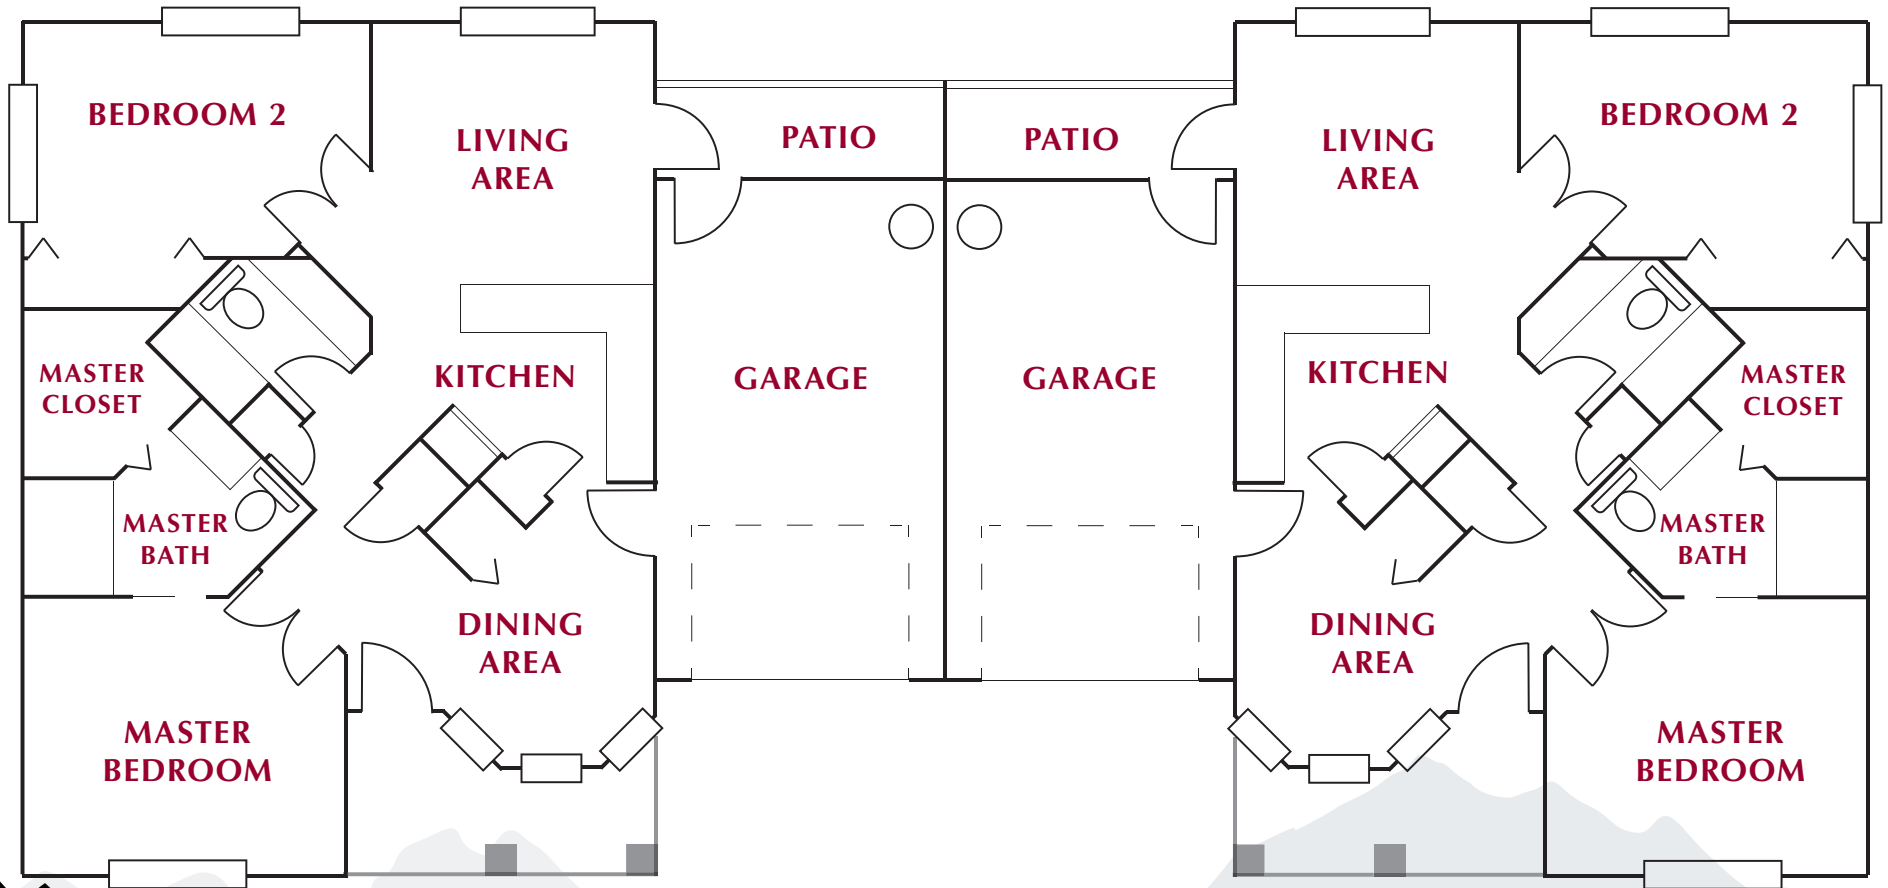 BEDROOM 2
LIVING
AREA
PATIO
PATIO
LIVING
AREA
BEDROOM 2
MASTER
CLOSET
KITCHEN
GARAGE
GARAGE
KITCHEN
MASTER
CLOSET
MASTER
BATH
MASTER
BATH
DINING
AREA
DINING
AREA
MASTER
BEDROOM
MASTER
BEDROOM